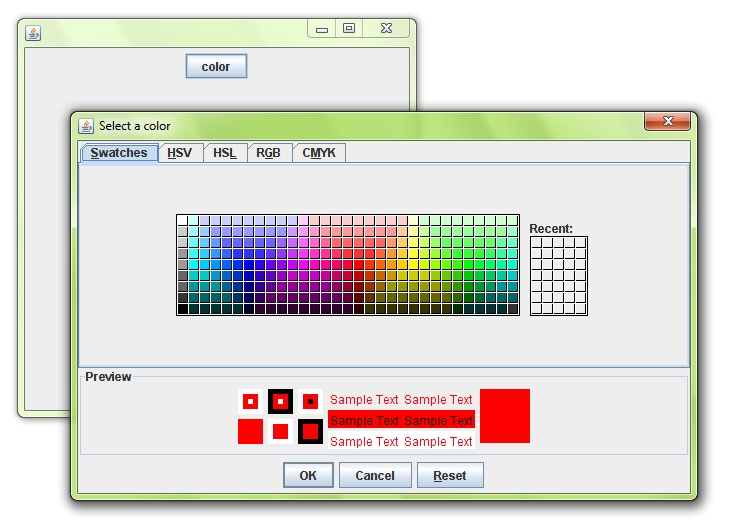 color
Select a color
Swatches HSV HSL RGB CMYK
Recent:
Preview
Sample Text Sample Text
Sample Text Sample Text
Sample Text Sample Text
OK Cancel Reset